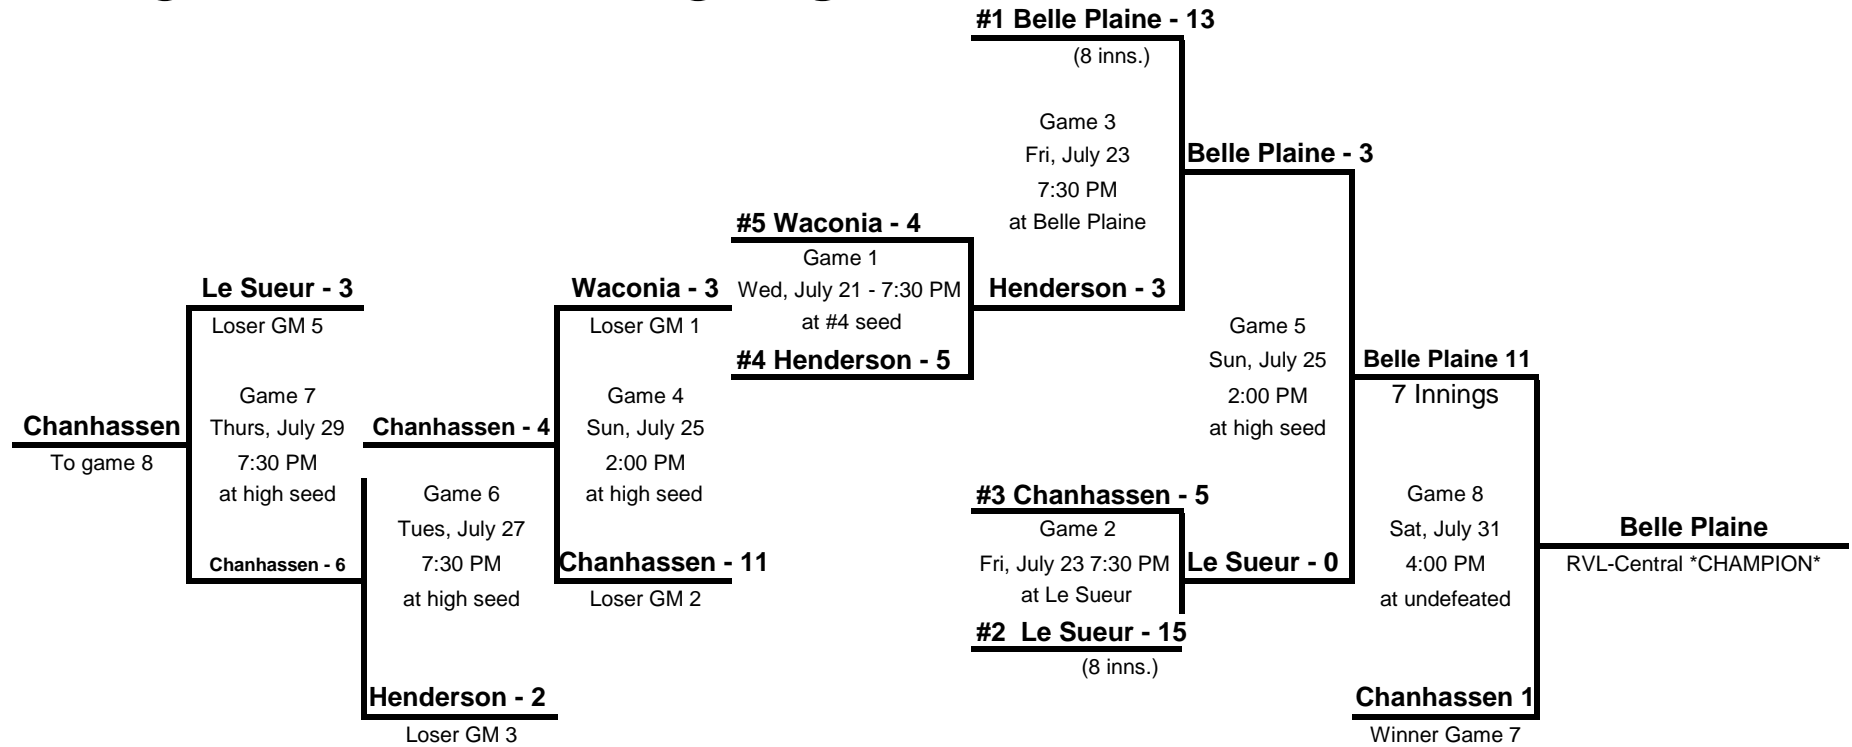 #1 Belle Plaine - 13
(8 inns.)
Game 3
Fri, July 23
7:30 PM
at Belle Plaine
Belle Plaine - 3
#5 Waconia - 4
Game 1
Wed, July 21 - 7:30 PM
at #4 seed
#4 Henderson - 5
Henderson - 3
Le Sueur - 3
Loser GM 5
Game 7
Thurs, July 29
7:30 PM
at high seed
Chanhassen - 6
Chanhassen
To game 8
Waconia - 3
Loser GM 1
Game 4
Sun, July 25
2:00 PM
at high seed
Chanhassen - 11
Loser GM 2
Chanhassen - 4
Game 6
Tues, July 27
7:30 PM
at high seed
Henderson - 2
Loser GM 3
Game 5
Sun, July 25
2:00 PM
at high seed
#3 Chanhassen - 5
Game 2
Fri, July 23 7:30 PM
at Le Sueur
#2 Le Sueur - 15
(8 inns.)
Le Sueur - 0
Belle Plaine 11
7 Innings
Game 8
Sat, July 31
4:00 PM
at undefeated
Chanhassen 1
Winner Game 7
Belle Plaine
RVL-Central *CHAMPION*